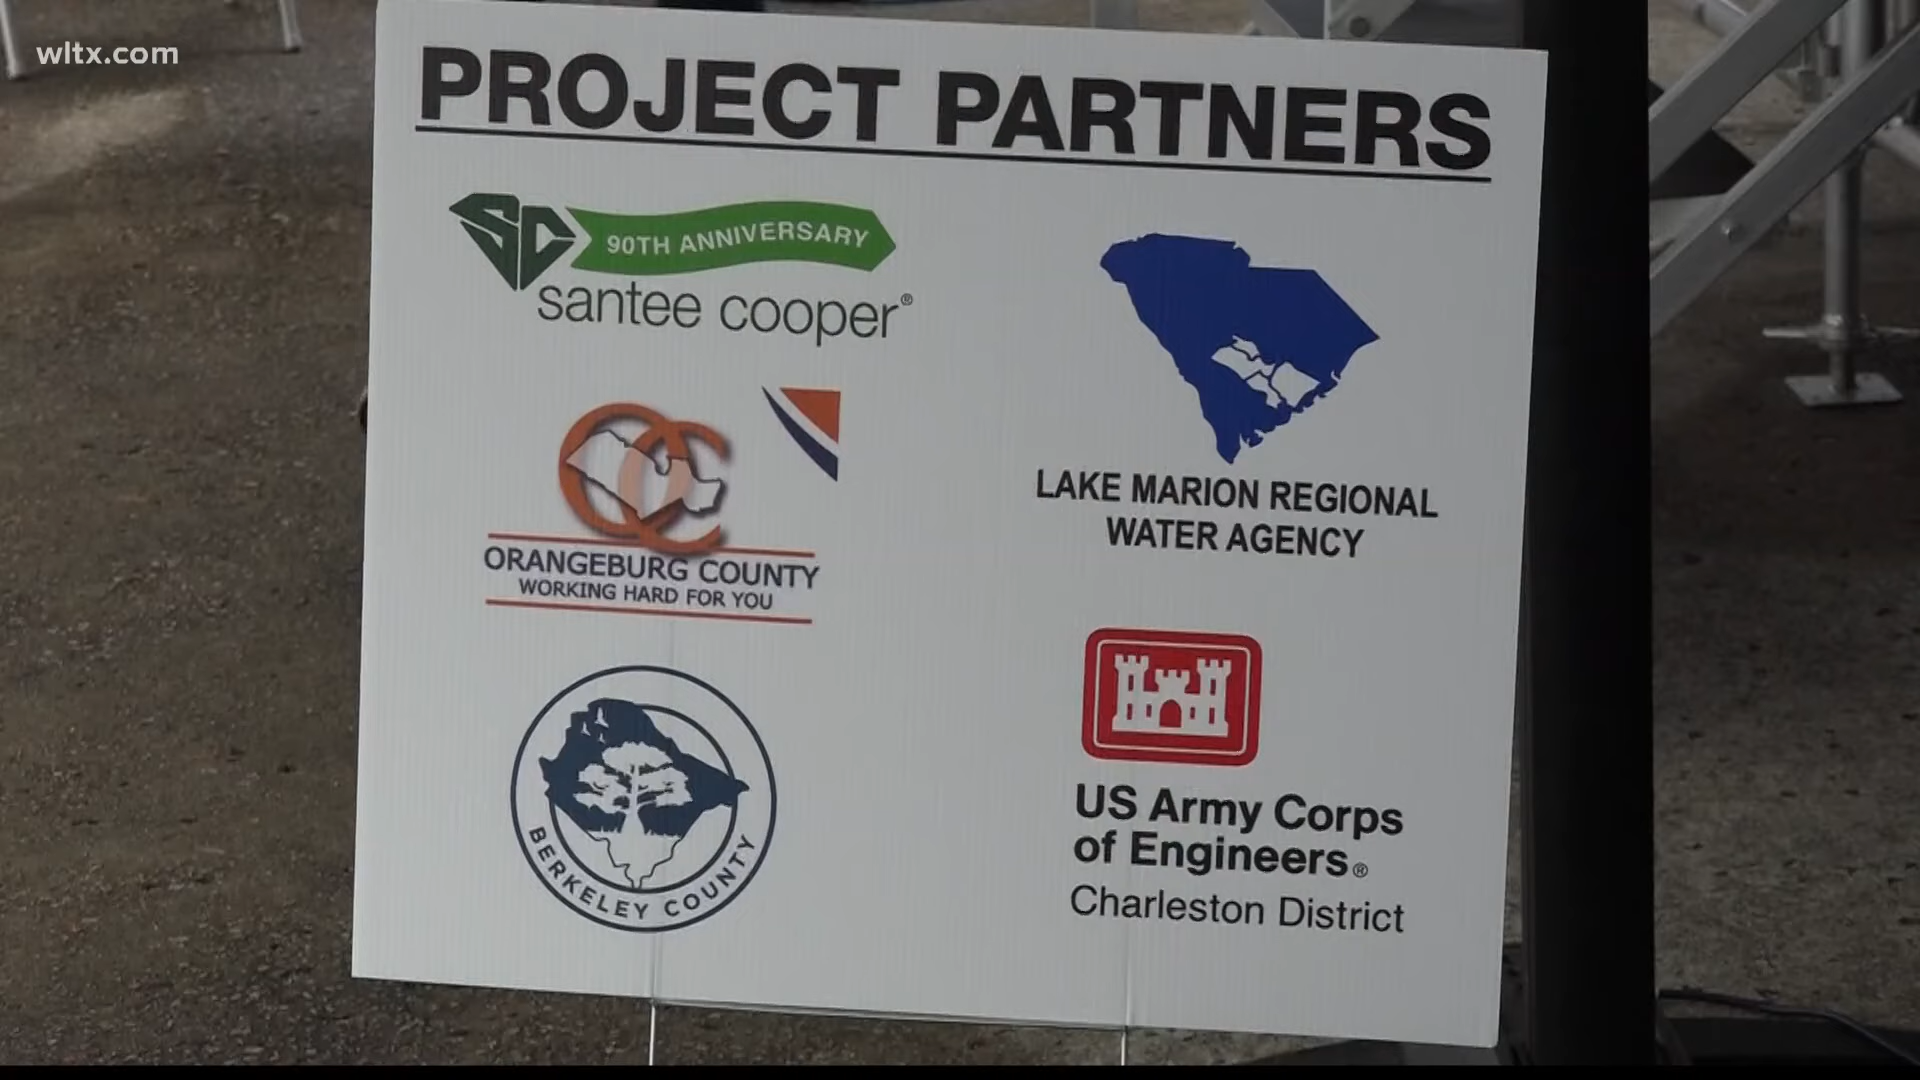 wltx.com
PROJECT PARTNERS
SC
90TH ANNIVERSARY
santee cooper®
OC
ORANGEBURG COUNTY
WORKING HARD FOR YOU
BERKELEY COUNTY
LAKE MARION REGIONAL
WATER AGENCY
US Army Corps
of Engineers®
Charleston District